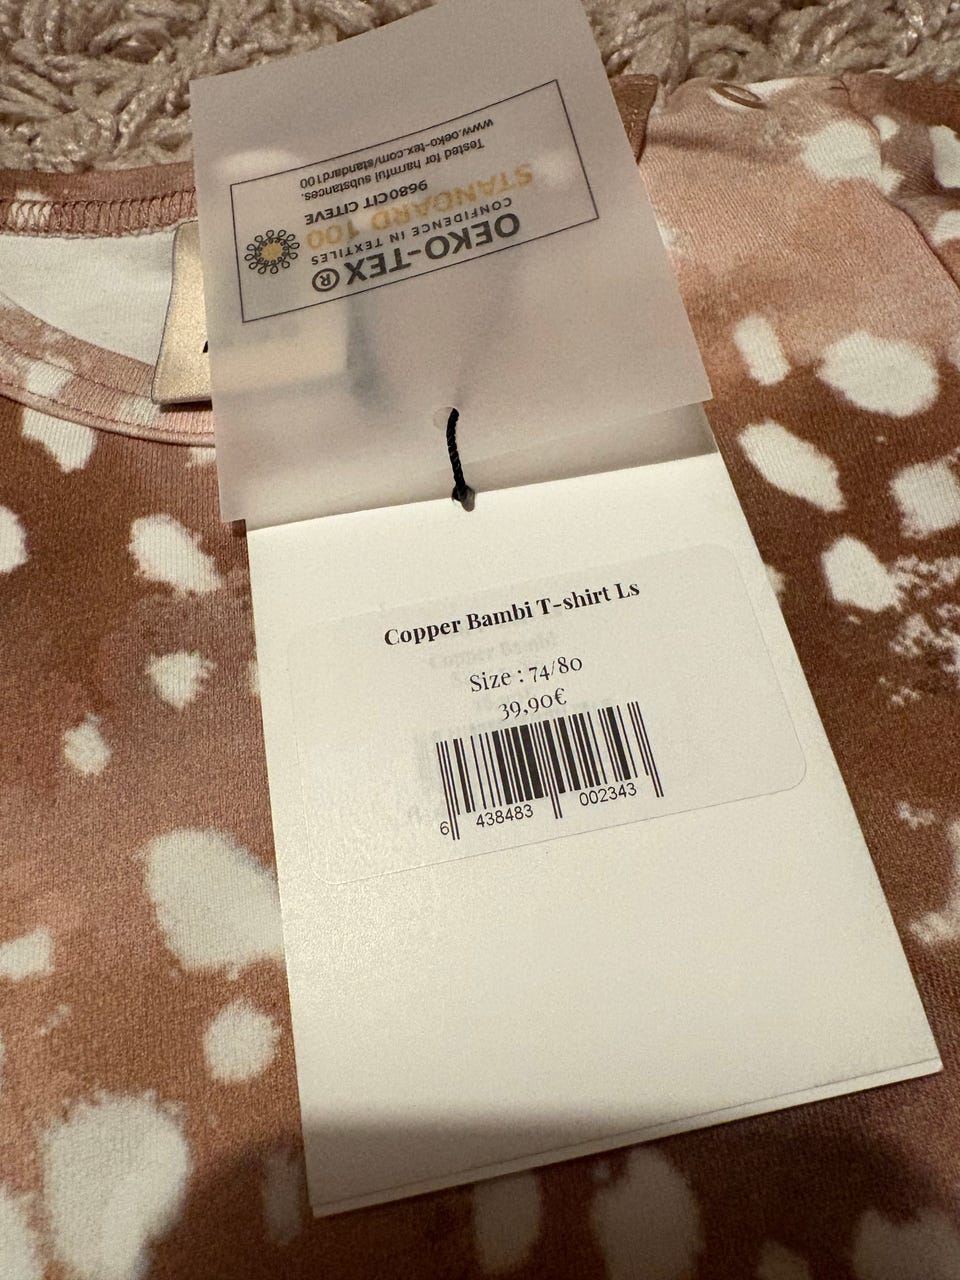 OEKO-TEX®
CONFIDENCE IN TEXTILES
STANDARD 100
9680CIT CITEVE
Tested for harmful substances.
www.oeko-tex.com/standard100
Copper Bambi T-shirt Ls
Size : 74/80
39,90€
6 438483 002343